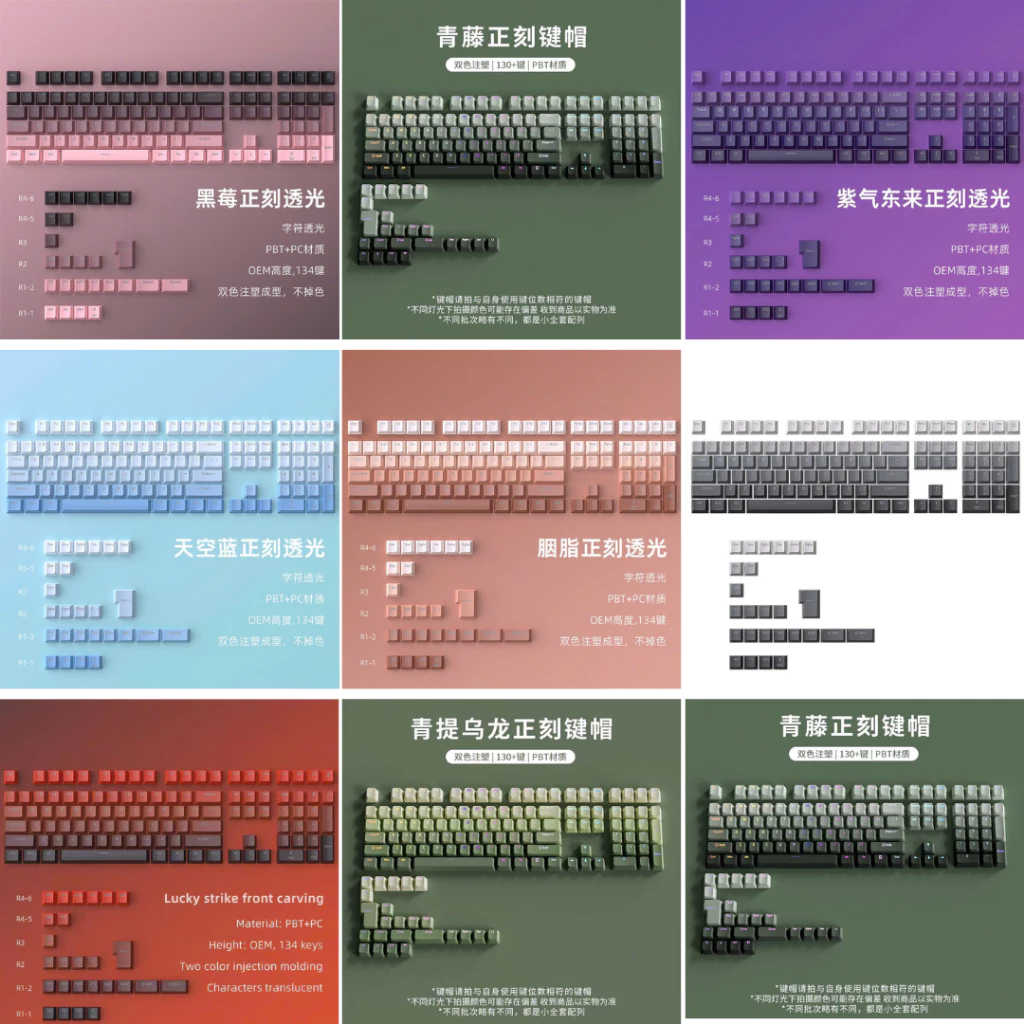 R4-6
黑莓正刻透光
R4-5
字符透光
R3
PBT+PC材质
R2
OEM高度,134键
R1-2
双色注塑成型，不掉色
R1-1
青藤正刻键帽
双色注塑 | 130+键 | PBT材质
*键帽请拍与自身使用键位数相符的键帽
*不同灯光下拍摄颜色可能存在偏差 收到商品以实物为准
*不同批次略有不同，都是小全套配列
R4-6
紫气东来正刻透光
R4-5
字符透光
R3
PBT+PC材质
R2
OEM高度,134键
R1-2
双色注塑成型，不掉色
R1-1
R4-6
天空蓝正刻透光
R4-5
字符透光
R3
PBT+PC材质
R2
OEM高度,134键
R1-2
双色注塑成型，不掉色
R1-1
R4-6
胭脂正刻透光
R4-5
字符透光
R3
PBT+PC材质
R2
OEM高度,134键
R1-2
双色注塑成型，不掉色
R1-1
R4-6
Lucky strike front carving
R4-5
Material: PBT+PC
R3
Height: OEM, 134 keys
R2
Two color injection molding
R1-2
Characters translucent
R1-1
青提乌龙正刻键帽
双色注塑 | 130+键 | PBT材质
*键帽请拍与自身使用键位数相符的键帽
*不同灯光下拍摄颜色可能存在偏差 收到商品以实物为准
*不同批次略有不同，都是小全套配列
青藤正刻键帽
双色注塑 | 130+键 | PBT材质
*键帽请拍与自身使用键位数相符的键帽
*不同灯光下拍摄颜色可能存在偏差 收到商品以实物为准
*不同批次略有不同，都是小全套配列